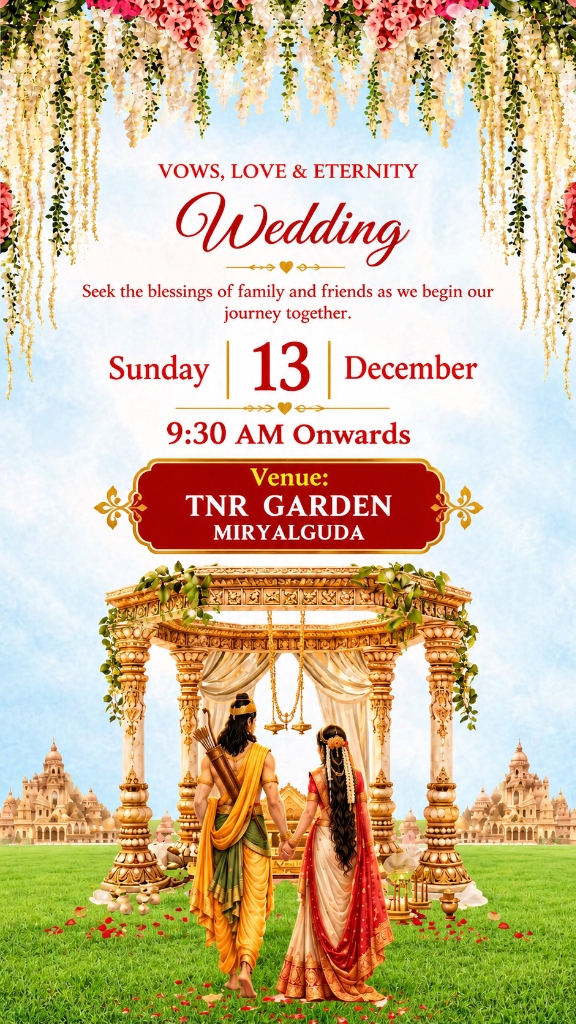 VOWS, LOVE & ETERNITY
Wedding
Seek the blessings of family and friends as we begin our
journey together.
Sunday 13 December
9:30 AM Onwards
Venue:
TNR GARDEN
MIRYALGUDA